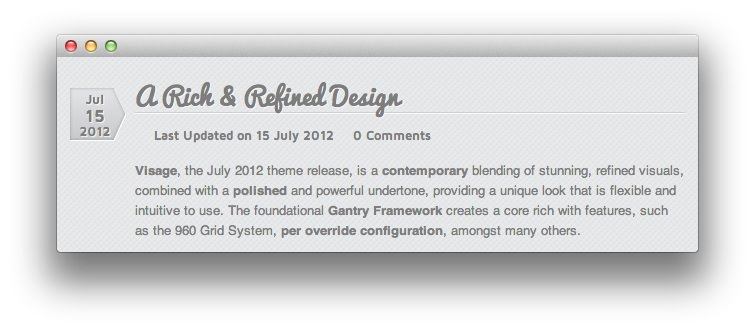 Jul
15
2012
A Rich & Refined Design
Last Updated on 15 July 2012 0 Comments
Visage, the July 2012 theme release, is a contemporary blending of stunning, refined visuals,
combined with a polished and powerful undertone, providing a unique look that is flexible and
intuitive to use. The foundational Gantry Framework creates a core rich with features, such
as the 960 Grid System, per override configuration, amongst many others.